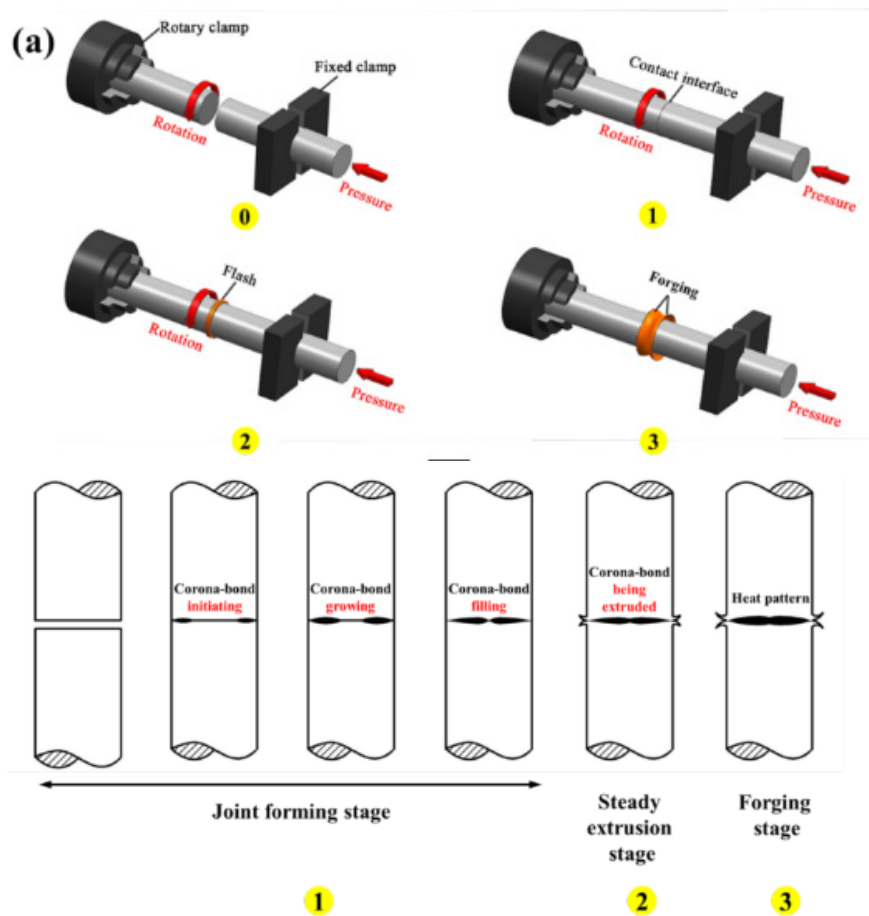 (a)
Rotary clamp
Fixed clamp
Rotation
Pressure
0
Contact interface
Rotation
Pressure
1
Flash
Rotation
Pressure
2
Forging
Pressure
3
Corona-bond
initiating
Corona-bond
growing
Corona-bond
filling
Corona-bond
being
extruded
Heat pattern
Joint forming stage
Steady
extrusion
stage
Forging
stage
1
2
3